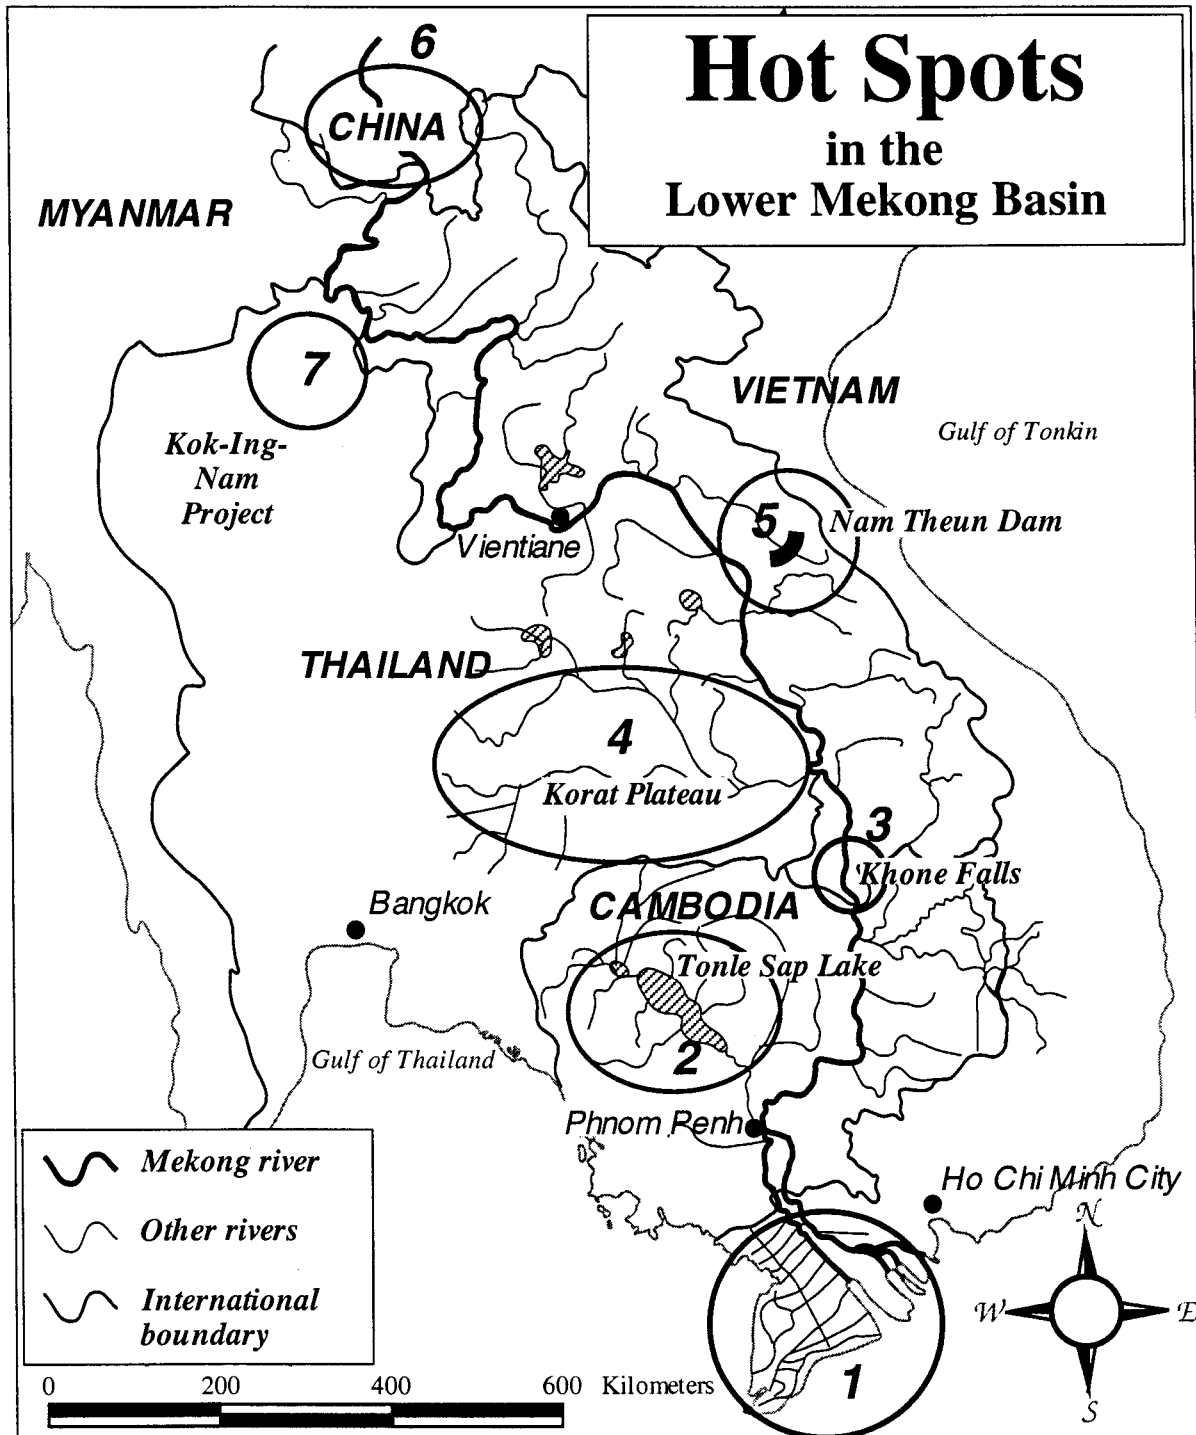 Hot Spots
in the
Lower Mekong Basin
6
CHINA
MYANMAR
7
Kok-Ing-
Nam
Project
VIETNAM
Gulf of Tonkin
5
Nam Theun Dam
Vientiane
THAILAND
4
Korat Plateau
3
Khone Falls
Bangkok
CAMBODIA
Tonle Sap Lake
2
Gulf of Thailand
Phnom Penh
Ho Chi Minh City
1
Mekong river
Other rivers
International
boundary
0 200 400 600 Kilometers
N
W E
S